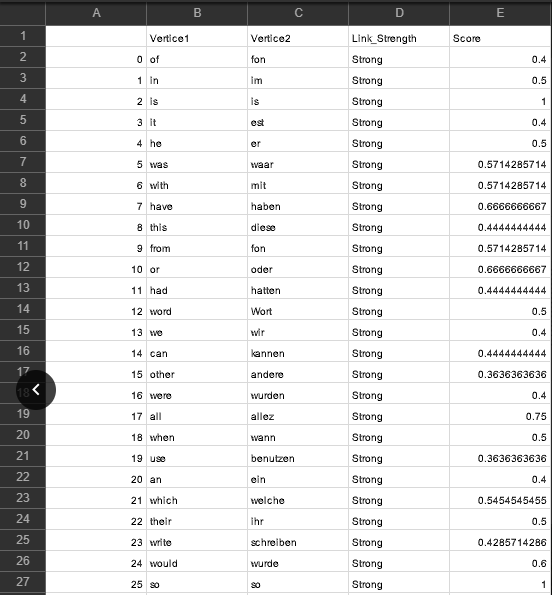 A B C D E
1 Vertice1 Vertice2 Link_Strength Score
2 0 of fon Strong 0.4
3 1 in im Strong 0.5
4 2 is is Strong 1
5 3 it est Strong 0.4
6 4 he er Strong 0.5
7 5 was waar Strong 0.5714285714
8 6 with mit Strong 0.5714285714
9 7 have haben Strong 0.6666666667
10 8 this diese Strong 0.4444444444
11 9 from fon Strong 0.5714285714
12 10 or oder Strong 0.6666666667
13 11 had hatten Strong 0.4444444444
14 12 word Wort Strong 0.5
15 13 we wir Strong 0.4
16 14 can kannen Strong 0.4444444444
17 15 other andere Strong 0.3636363636
18 16 were wurden Strong 0.4
19 17 all allez Strong 0.75
20 18 when wann Strong 0.5
21 19 use benutzen Strong 0.3636363636
22 20 an ein Strong 0.4
23 21 which welche Strong 0.5454545455
24 22 their ihr Strong 0.5
25 23 write schreiben Strong 0.4285714286
26 24 would wurde Strong 0.6
27 25 so so Strong 1